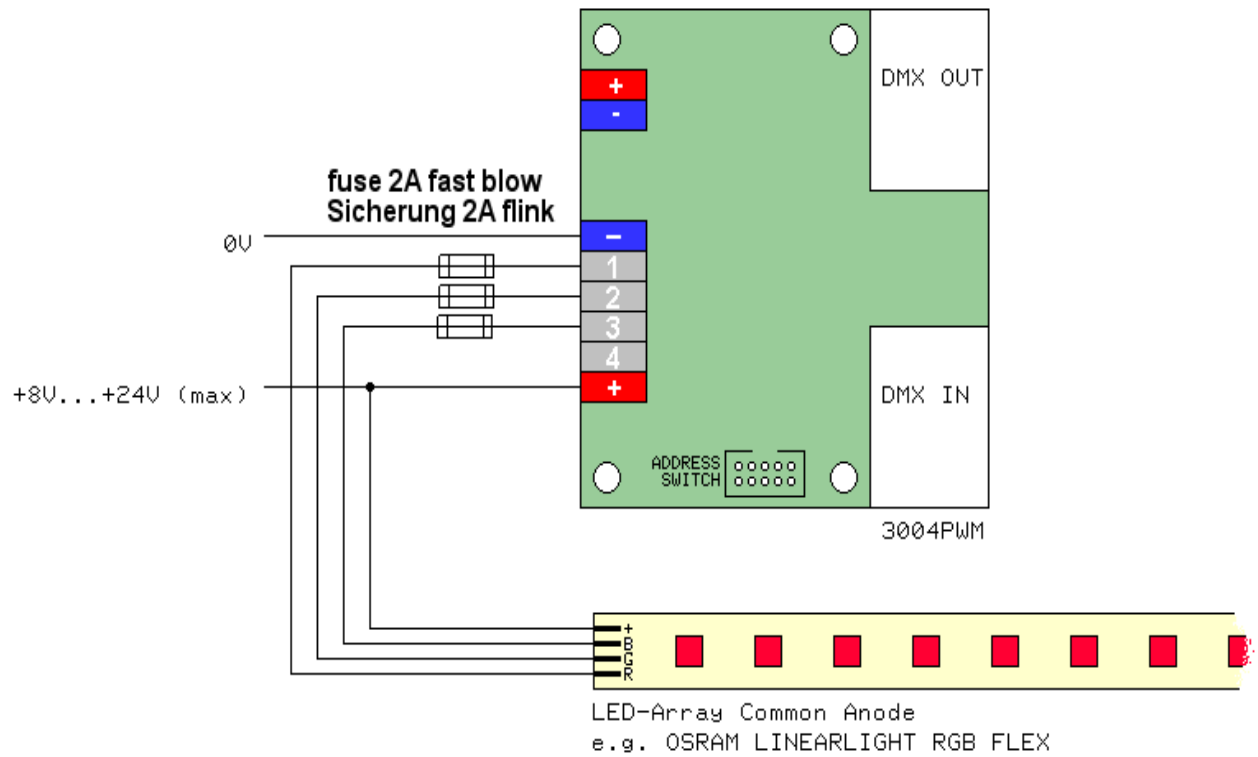 DMX OUT
+
-
fuse 2A fast blow
Sicherung 2A flink
0V
–
1
2
3
4
+8V...+24V (max)
+
DMX IN
ADDRESS
SWITCH
3004PWM
+
B
G
R
LED-Array Common Anode
e.g. OSRAM LINEARLIGHT RGB FLEX